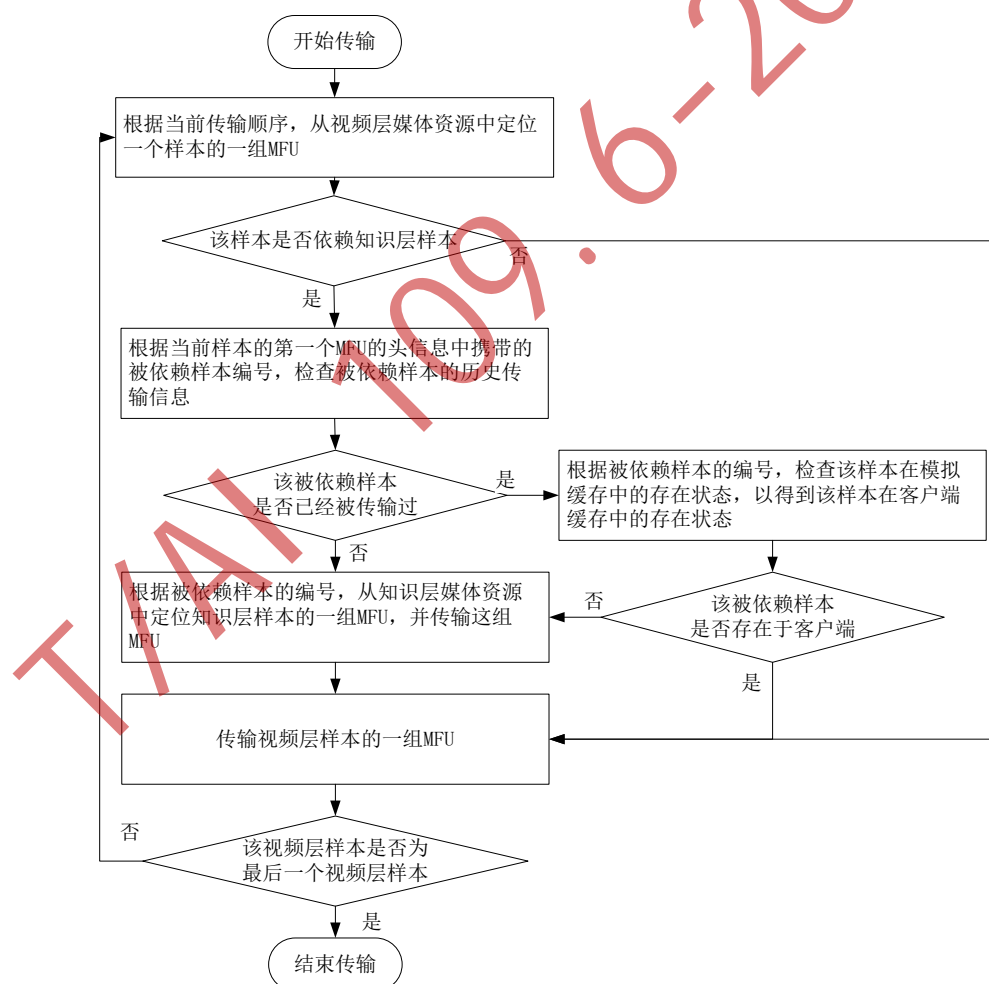 开始传输
根据当前传输顺序，从视频层媒体资源中定位
一个样本的一组MFU
该样本是否依赖知识层样本
否
是
根据当前样本的第一个MFU的头信息中携带的
被依赖样本编号，检查被依赖样本的历史传
输信息
该被依赖样本
是否已经被传输过
是
根据被依赖样本的编号，检查该样本在模拟
缓存中的存在状态，以得到该样本在客户端
缓存中的存在状态
否
根据被依赖样本的编号，从知识层媒体资源
中定位知识层样本的一组MFU，并传输这组
MFU
否
该被依赖样本
是否存在于客户端
是
传输视频层样本的一组MFU
否
该视频层样本是否为
最后一个视频层样本
是
结束传输
T/AI 109.6-20